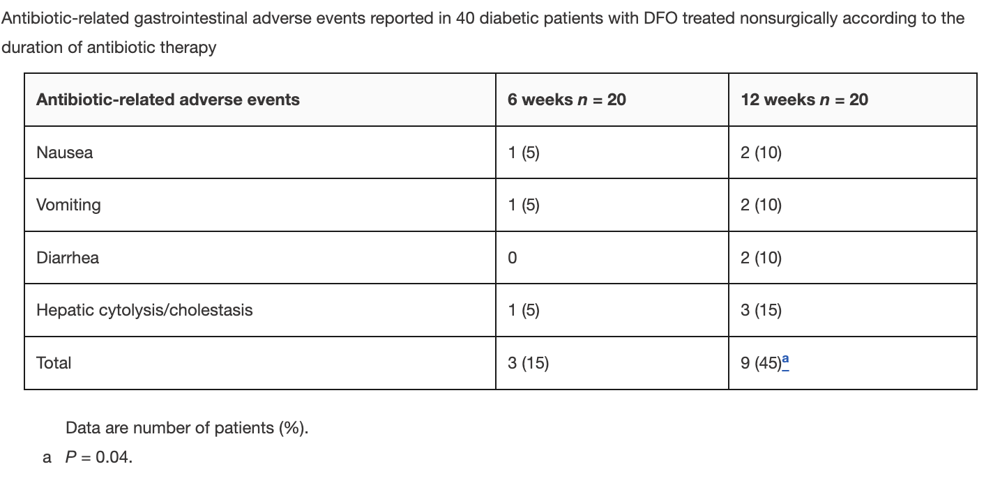 Antibiotic-related gastrointestinal adverse events reported in 40 diabetic patients with DFO treated nonsurgically according to the
duration of antibiotic therapy
Antibiotic-related adverse events 6 weeks n = 20 12 weeks n = 20
Nausea 1 (5) 2 (10)
Vomiting 1 (5) 2 (10)
Diarrhea 0 2 (10)
Hepatic cytolysis/cholestasis 1 (5) 3 (15)
Total 3 (15) 9 (45)a
Data are number of patients (%).
a P = 0.04.